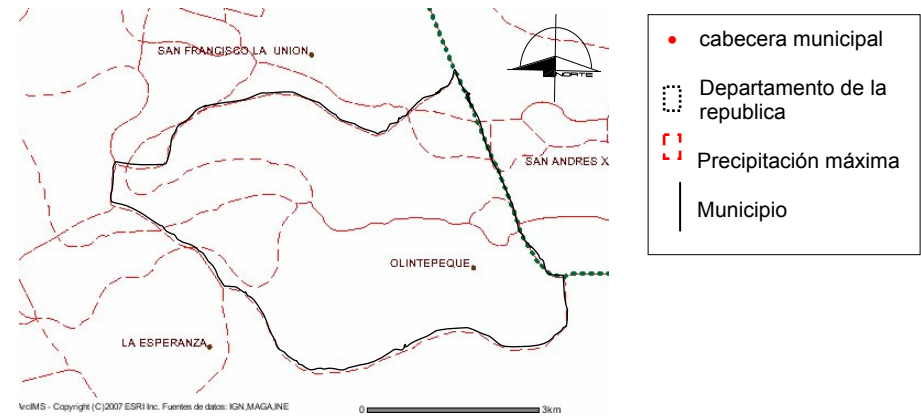 SAN FRANCISCO LA UNION
NORTE
SAN ANDRES X
OLINTEPEQUE
LA ESPERANZA
ArcIMS - Copyright (C)2007 ESRI Inc. Fuentes de datos: IGN,MAGA,INE
0 3km
cabecera municipal
Departamento de la
republica
Precipitación máxima
Municipio